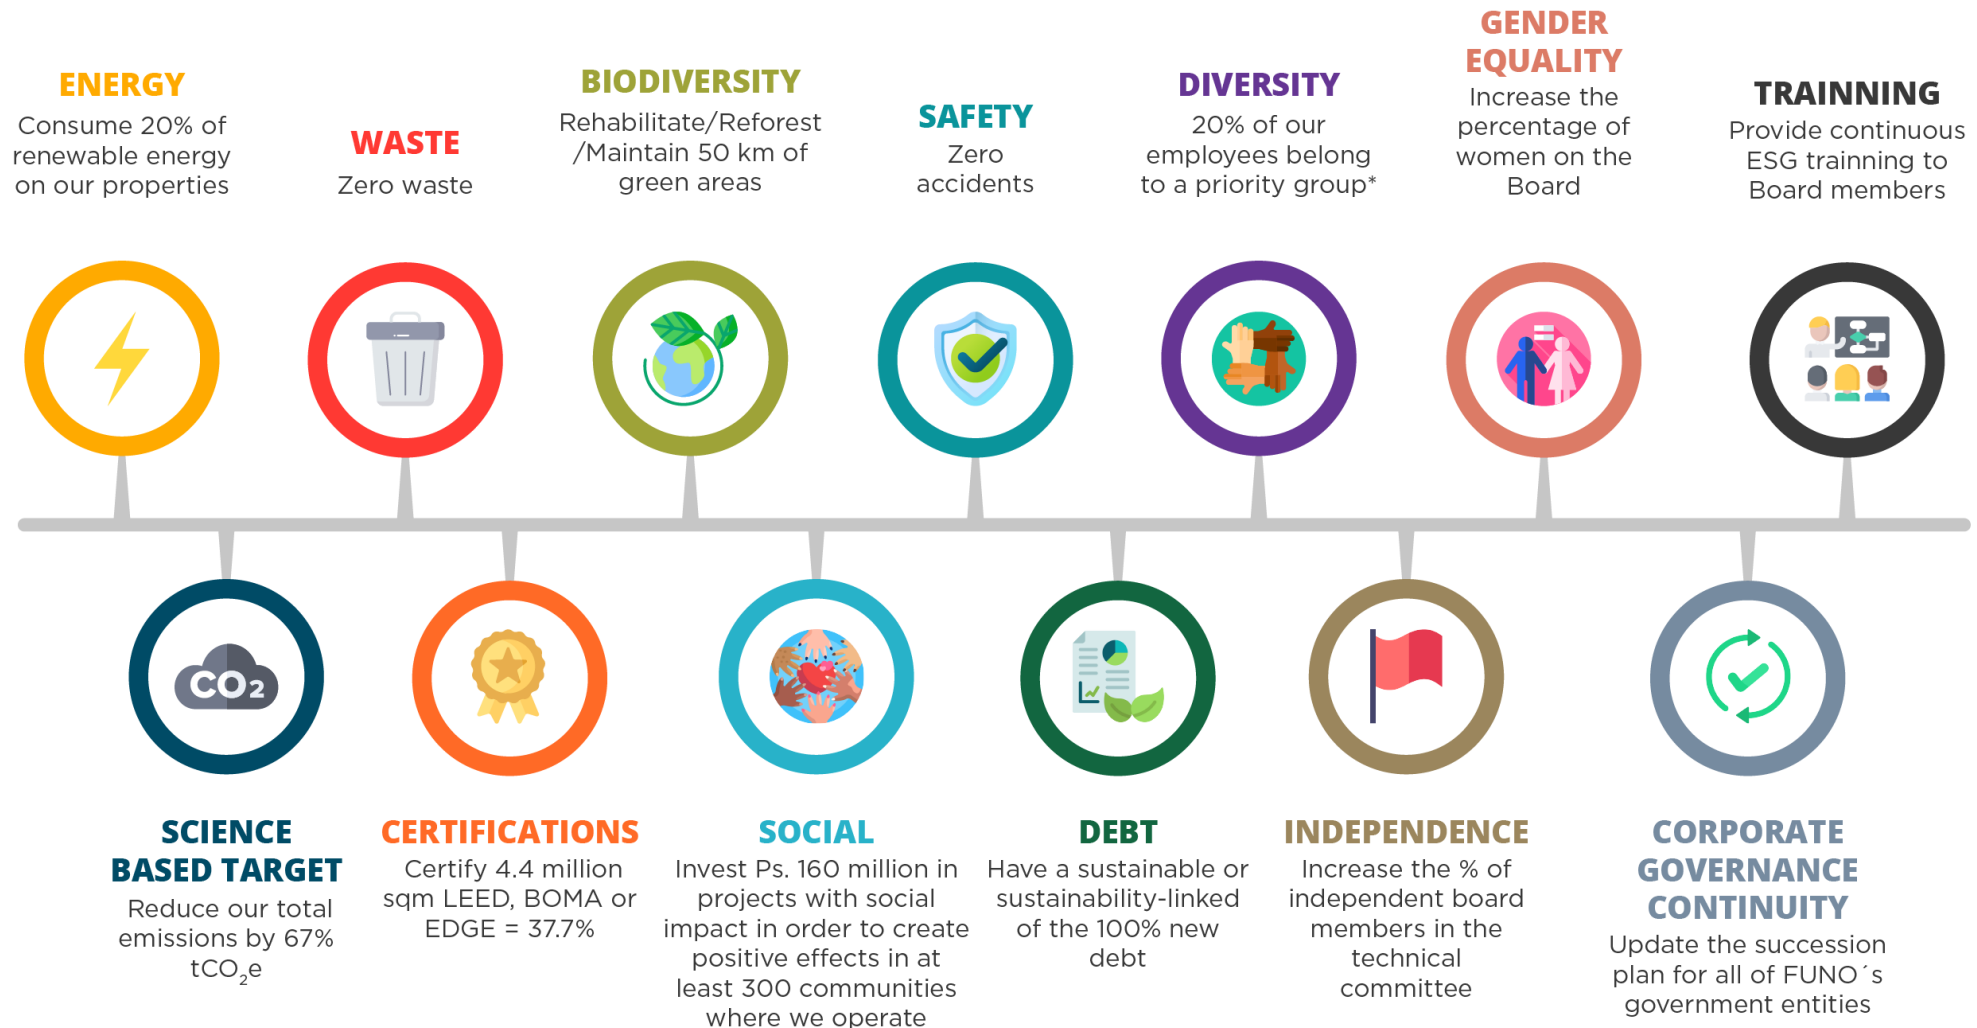 ENERGY
Consume 20% of
renewable energy
on our properties
WASTE
Zero waste
BIODIVERSITY
Rehabilitate/Reforest
/Maintain 50 km of
green areas
SAFETY
Zero
accidents
DIVERSITY
20% of our
employees belong
to a priority group*
GENDER
EQUALITY
Increase the
percentage of
women on the
Board
TRAINNING
Provide continuous
ESG trainning to
Board members
CO2
SCIENCE
BASED TARGET
Reduce our total
emissions by 67%
tCO₂e
CERTIFICATIONS
Certify 4.4 million
sqm LEED, BOMA or
EDGE = 37.7%
SOCIAL
Invest Ps. 160 million in
projects with social
impact in order to create
positive effects in at
least 300 communities
where we operate
DEBT
Have a sustainable or
sustainability-linked
of the 100% new
debt
INDEPENDENCE
Increase the % of
independent board
members in the
technical
committee
CORPORATE
GOVERNANCE
CONTINUITY
Update the succession
plan for all of FUNO´s
government entities